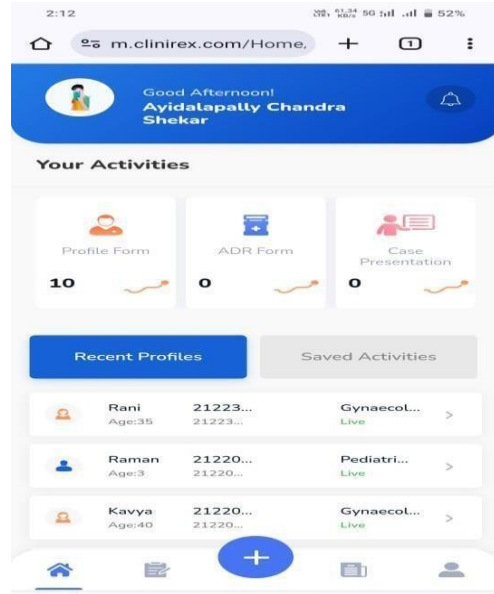 2:12
5G 52%
m.clinirex.com/Home,
1
Good Afternoon!
Ayidalapally Chandra
Shekar
Your Activities
Profile Form
ADR Form
Case
Presentation
10
0
0
Recent Profiles
Saved Activities
Rani 21223... Gynaecol...
Age:35 21223... Live
Raman 21220... Pediatri...
Age:3 21220... Live
Kavya 21220... Gynaecol...
Age:40 21220... Live